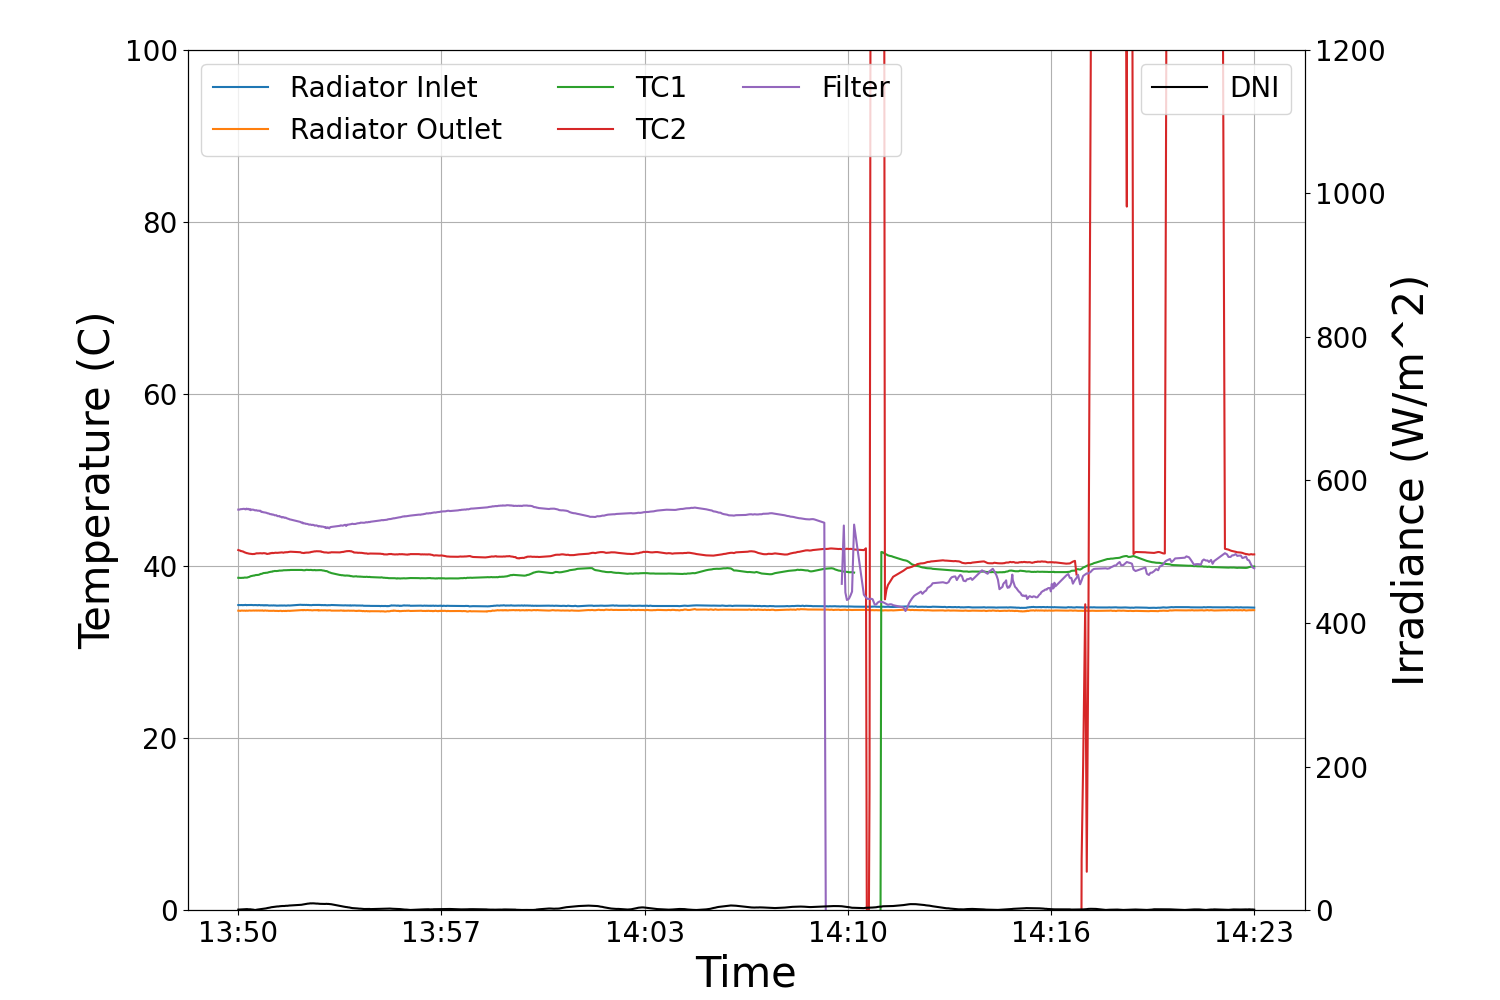 Radiator Inlet
Radiator Outlet
TC1
TC2
Filter
DNI
Temperature (C)
100
80
60
40
20
0
1200
1000
800
600
400
200
0
Irradiance (W/m^2)
13:50 13:57 14:03 14:10 14:16 14:23
Time